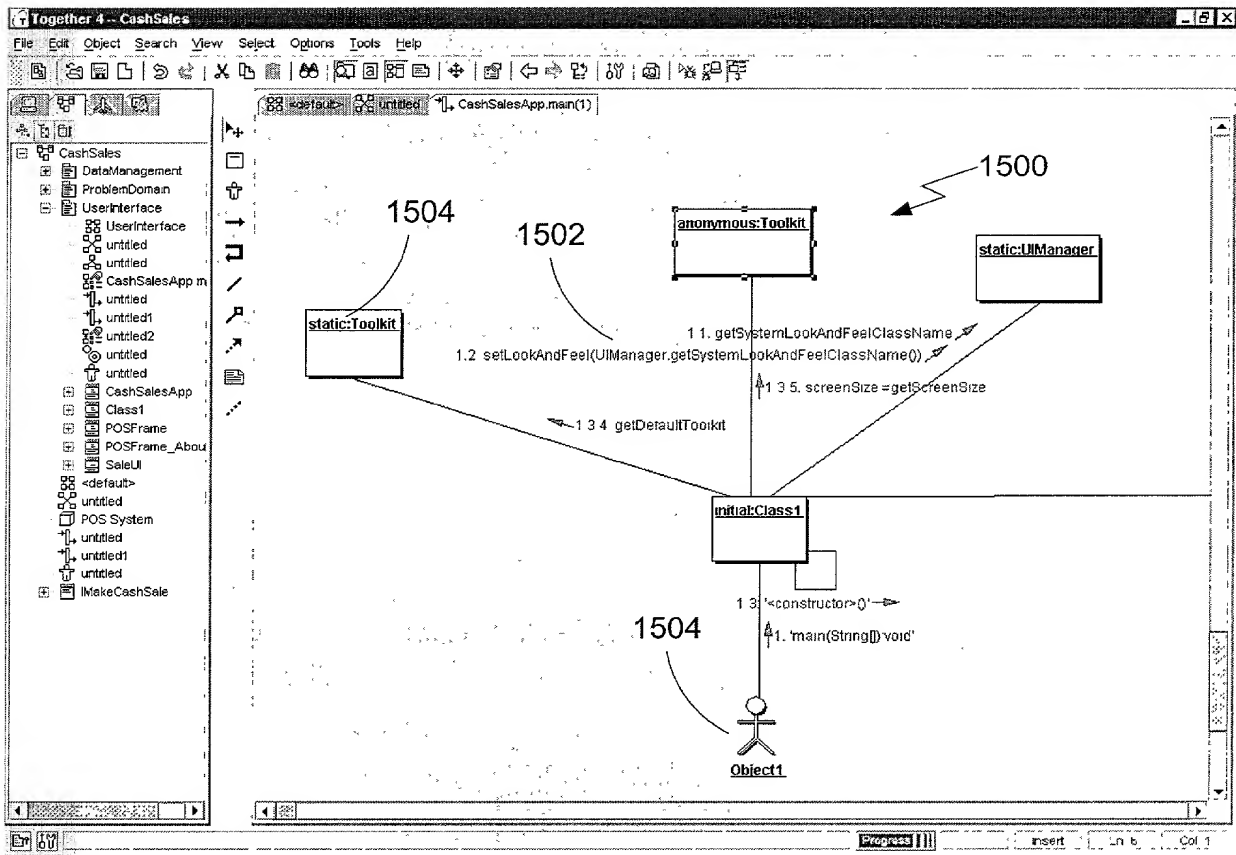 Together 4 -- CashSales
File Edit Object Search View Select Options Tools Help
<default> untitled CashSalesApp.main(1)
CashSales
DataManagement
ProblemDomain
UserInterface
UserInterface
untitled
untitled
CashSalesApp m
untitled
untitled1
untitled2
untitled
untitled
CashSalesApp
Class1
POSFrame
POSFrame_Abou
SaleUI
<default>
untitled
POS System
untitled
untitled1
untitled
IMakeCashSale
1500
1504
1502
anonymous:Toolkit
static:UIManager
static:Toolkit
1 1. getSystemLookAndFeelClassName
1.2 setLookAndFeel(UIManager.getSystemLookAndFeelClassName())
1 3 5. screenSize =getScreenSize
1 3 4 getDefaultToolkit
initial:Class1
1 3 '<constructor>()'
1504
1. 'main(String[]) void'
Object1
Progress
Insert Ln 6 Col 1